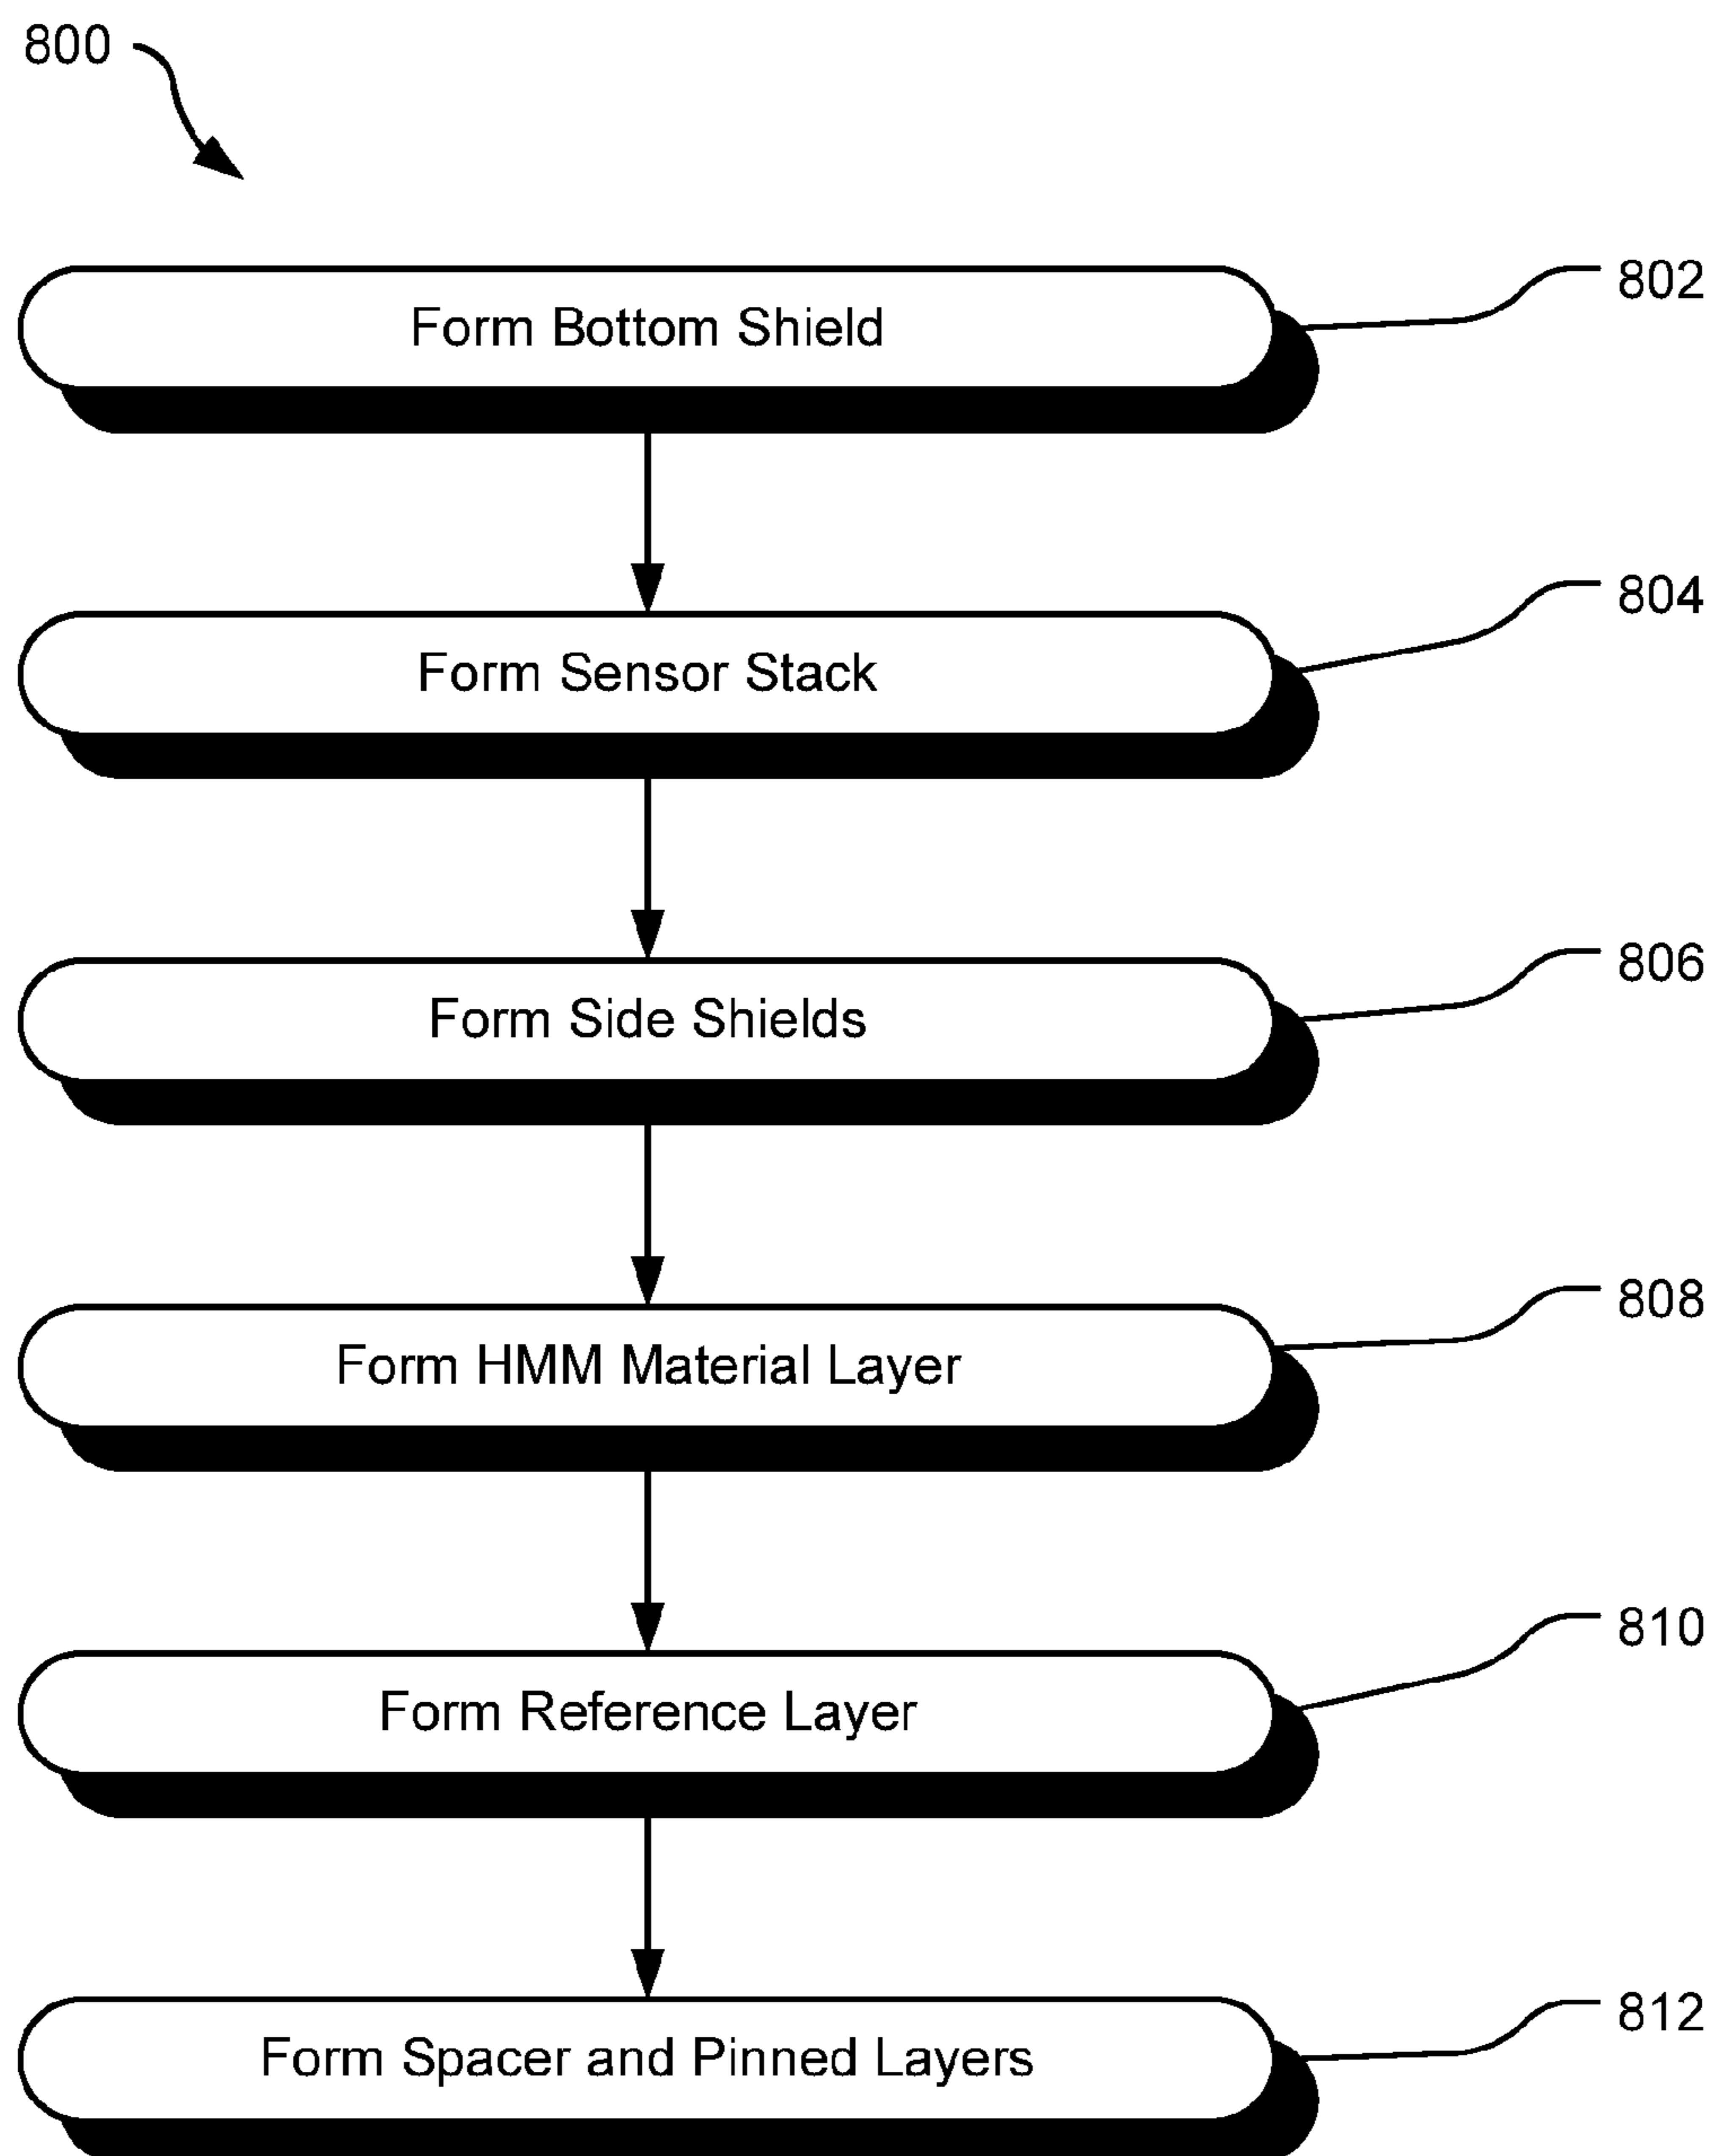 800
Form Bottom Shield
802
Form Sensor Stack
804
Form Side Shields
806
Form HMM Material Layer
808
Form Reference Layer
810
Form Spacer and Pinned Layers
812